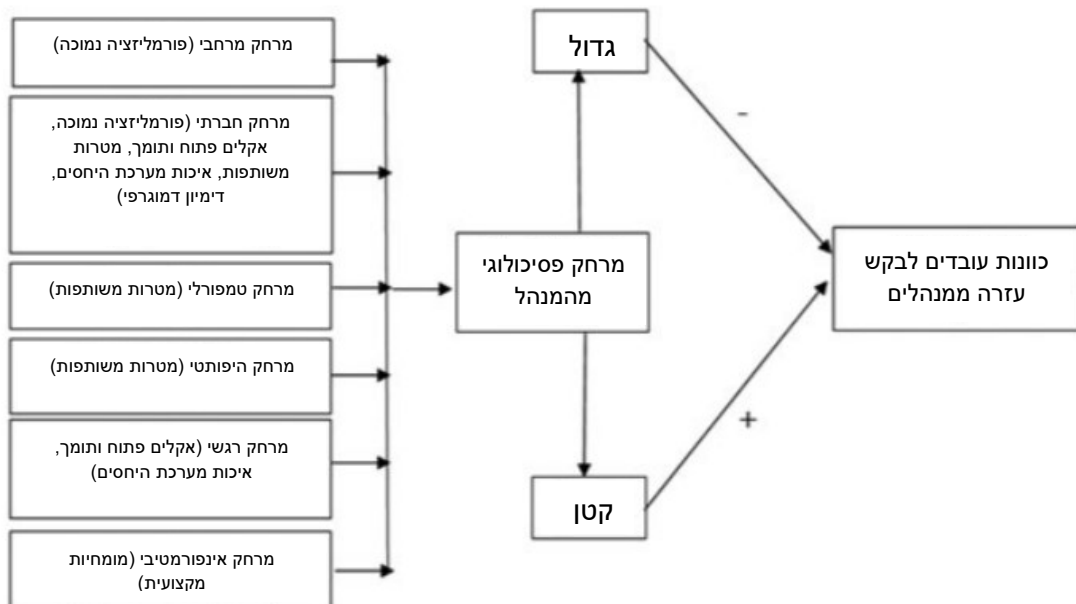 מרחק מרחבי (פורמליזציה נמוכה)
מרחק חברתי (פורמליזציה נמוכה,
אקלים פתוח ותומך, מטרות
משותפות, איכות מערכת היחסים,
דימיון דמוגרפי)
מרחק טמפורלי (מטרות משותפות)
מרחק היפותטי (מטרות משותפות)
מרחק רגשי (אקלים פתוח ותומך,
איכות מערכת היחסים)
מרחק אינפורמטיבי (מומחיות
מקצועית)
גדול
מרחק פסיכולוגי
מהמנהל
קטן
-
+
כוונות עובדים לבקש
עזרה ממנהלים